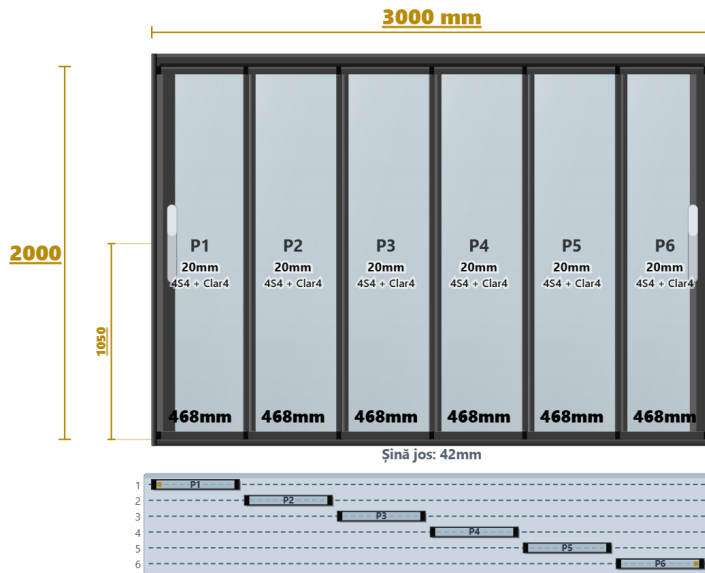 3000 mm
2000
1050
P1 P2 P3 P4 P5 P6
20mm 20mm 20mm 20mm 20mm 20mm
4S4 + Clar4 4S4 + Clar4 4S4 + Clar4 4S4 + Clar4 4S4 + Clar4 4S4 + Clar4
468mm 468mm 468mm 468mm 468mm 468mm
Șină jos: 42mm
1 P1
2 P2
3 P3
4 P4
5 P5
6 P6